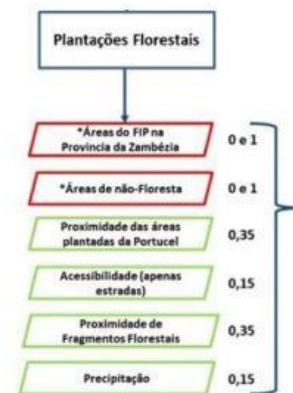 Plantações Florestais
*Áreas do FIP na
Provincia da Zambézia
0 e 1
*Áreas de não-Floresta
0 e 1
Proximidade das áreas
plantadas da Portucel
0,35
Acessibilidade (apenas
estradas)
0,15
Proximidade de
Fragmentos Florestais
0,35
Precipitação
0,15